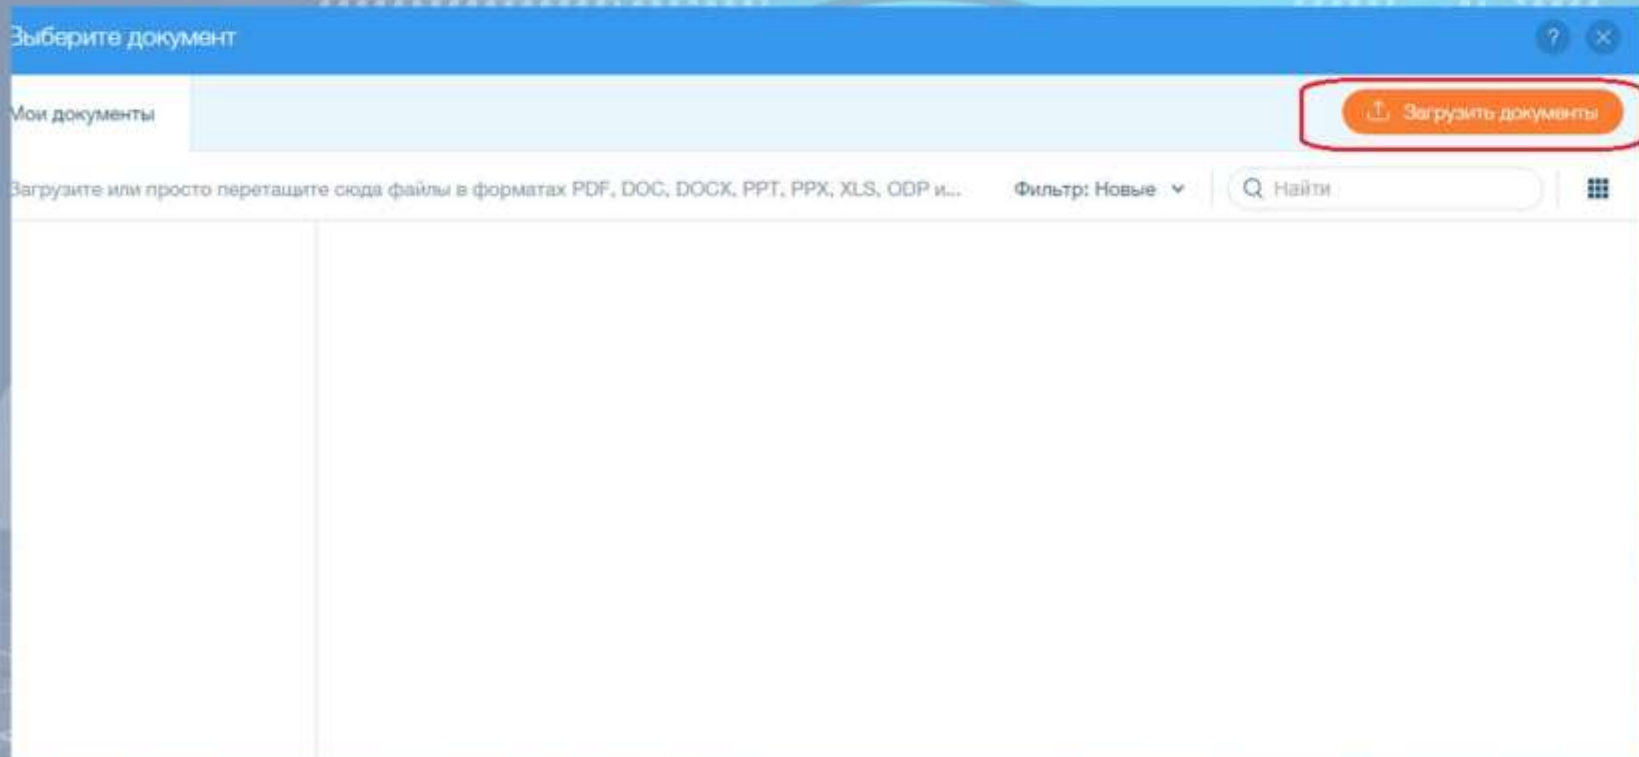 Выберите документ
?
Мои документы
Загрузить документы
Загрузите или просто перетащите сюда файлы в форматах PDF, DOC, DOCX, PPT, PPX, XLS, ODP и...
Фильтр: Новые
Найти